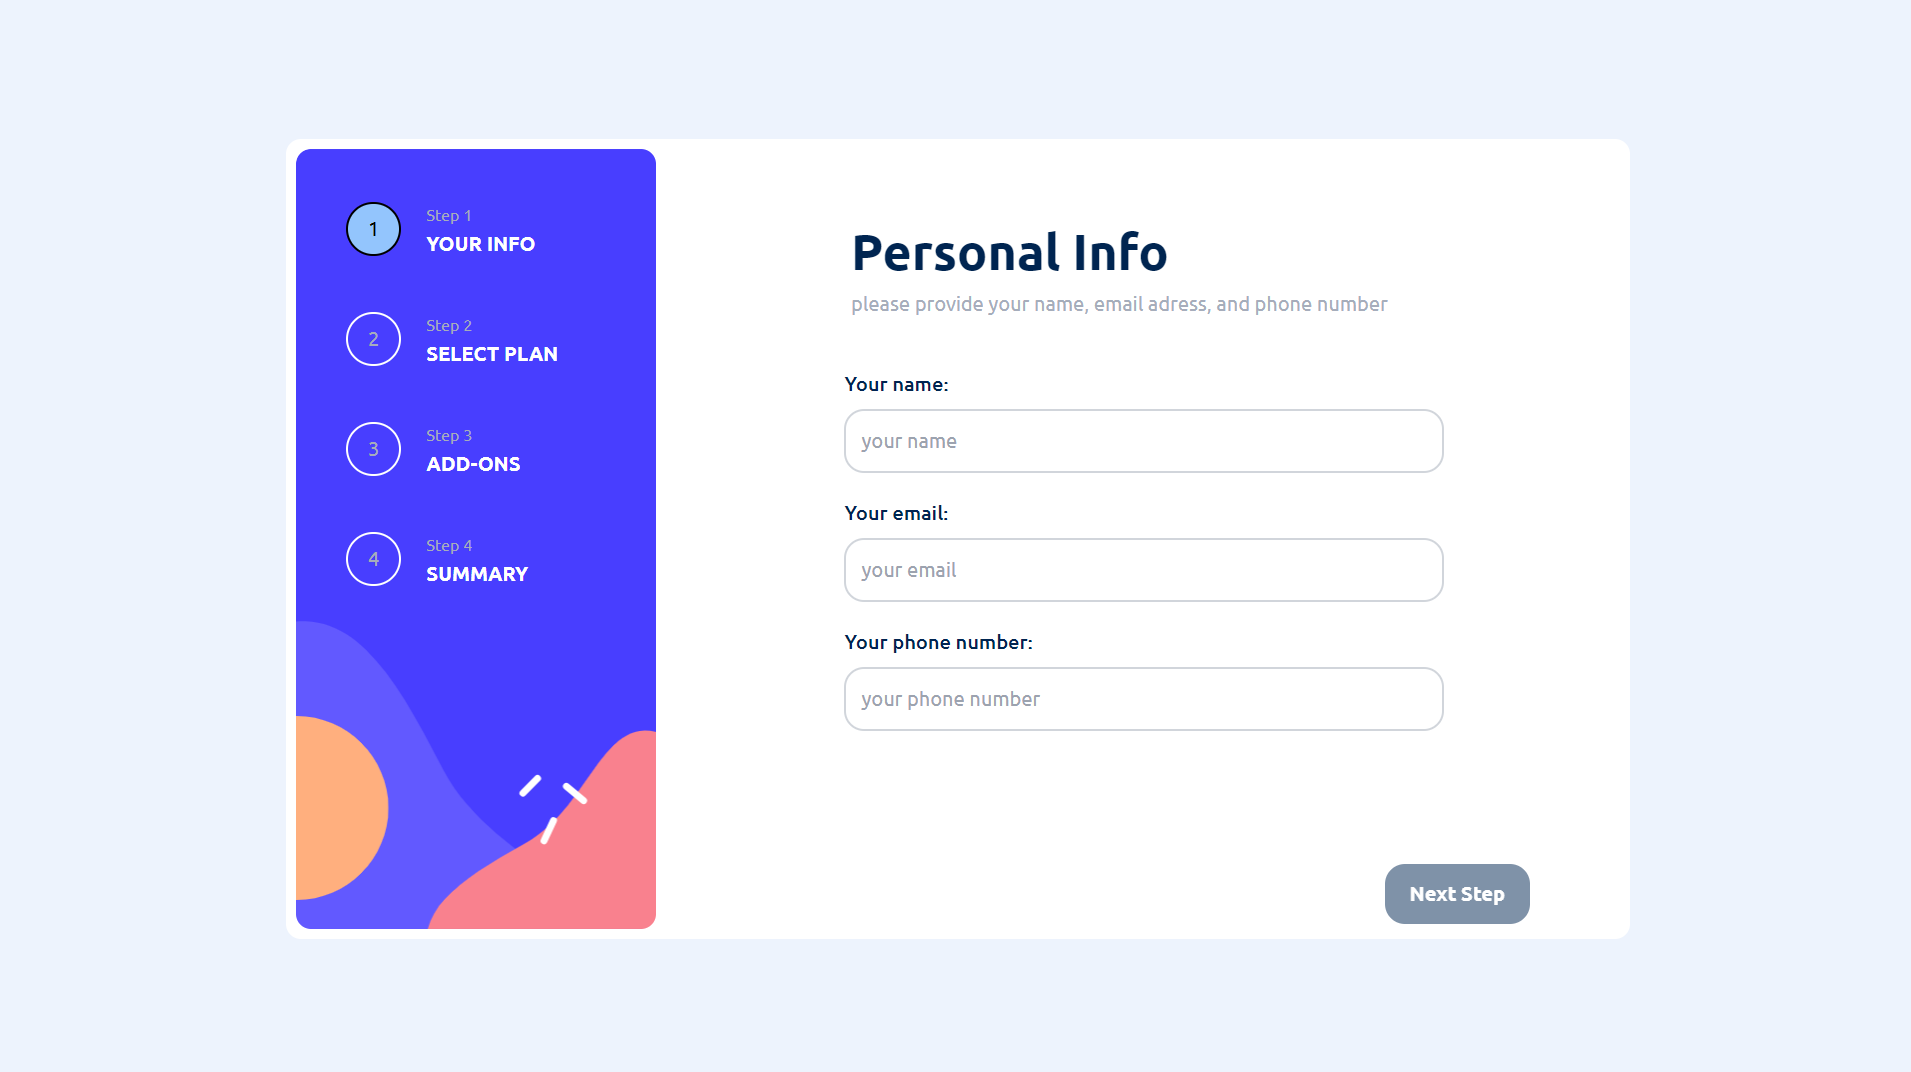 1
Step 1
YOUR INFO
2
Step 2
SELECT PLAN
3
Step 3
ADD-ONS
4
Step 4
SUMMARY
Personal Info
please provide your name, email adress, and phone number
Your name:
your name
Your email:
your email
Your phone number:
your phone number
Next Step